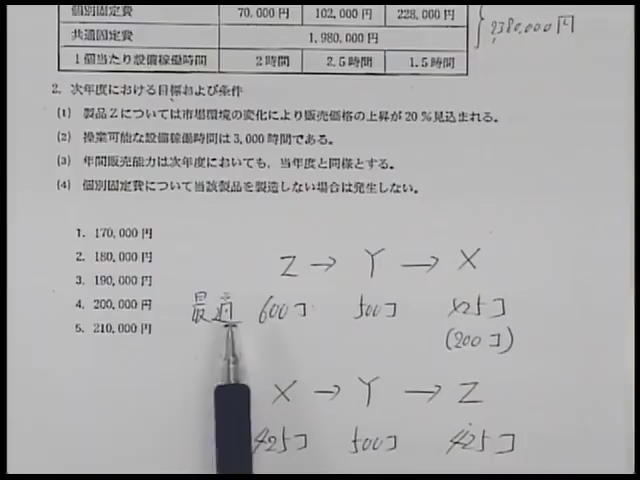 個別固定費 70,000円 102,000円 228,000円
2380,000円
共通固定費 1,980,000円
1個当たり設備稼働時間 2時間 2.5時間 1.5時間
2. 次年度における目標および条件
(1) 製品Zについては市場環境の変化により販売価格の上昇が20%見込まれる。
(2) 操業可能な設備稼働時間は3,000時間である。
(3) 年間販売能力は次年度においても、当年度と同様とする。
(4) 個別固定費について当該製品を製造しない場合は発生しない。
1. 170,000円
2. 180,000円
3. 190,000円
4. 200,000円
5. 210,000円
Z → Y → X
最適 600コ 500コ 425コ
(200コ)
X → Y → Z
425コ 500コ 425コ